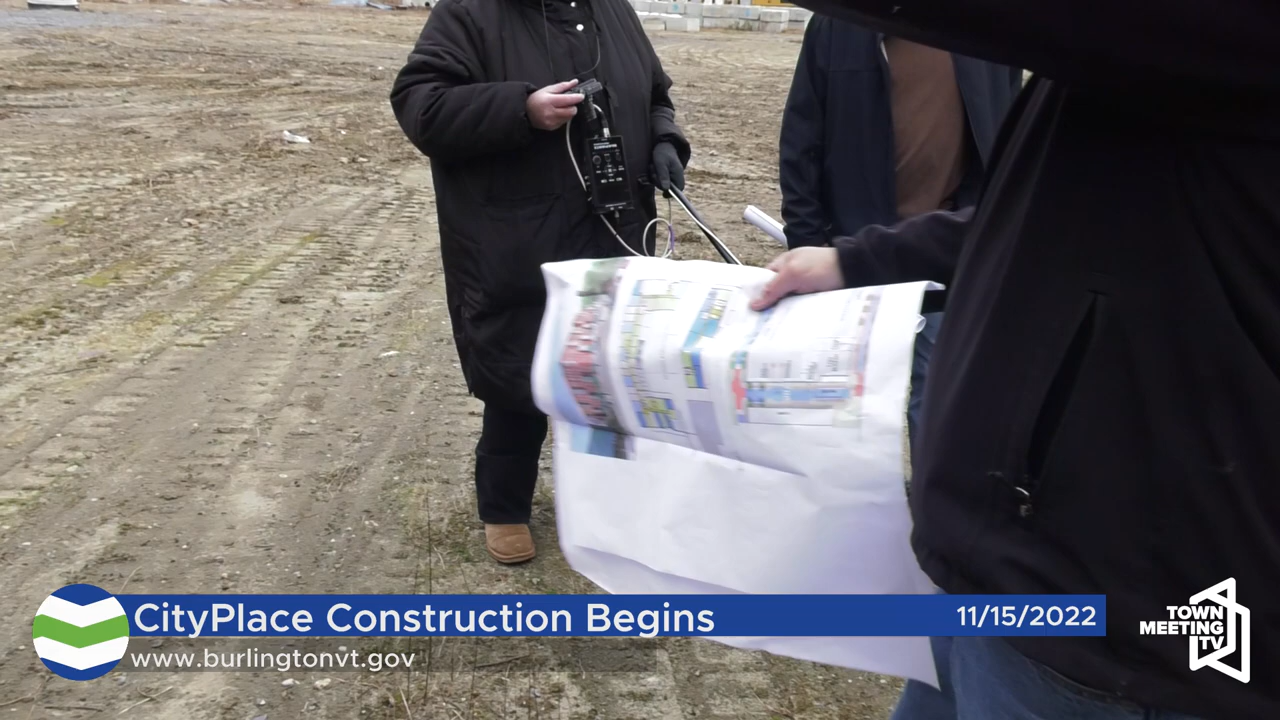 CityPlace Construction Begins
11/15/2022
www.burlingtonvt.gov
TOWN
MEETING
TV